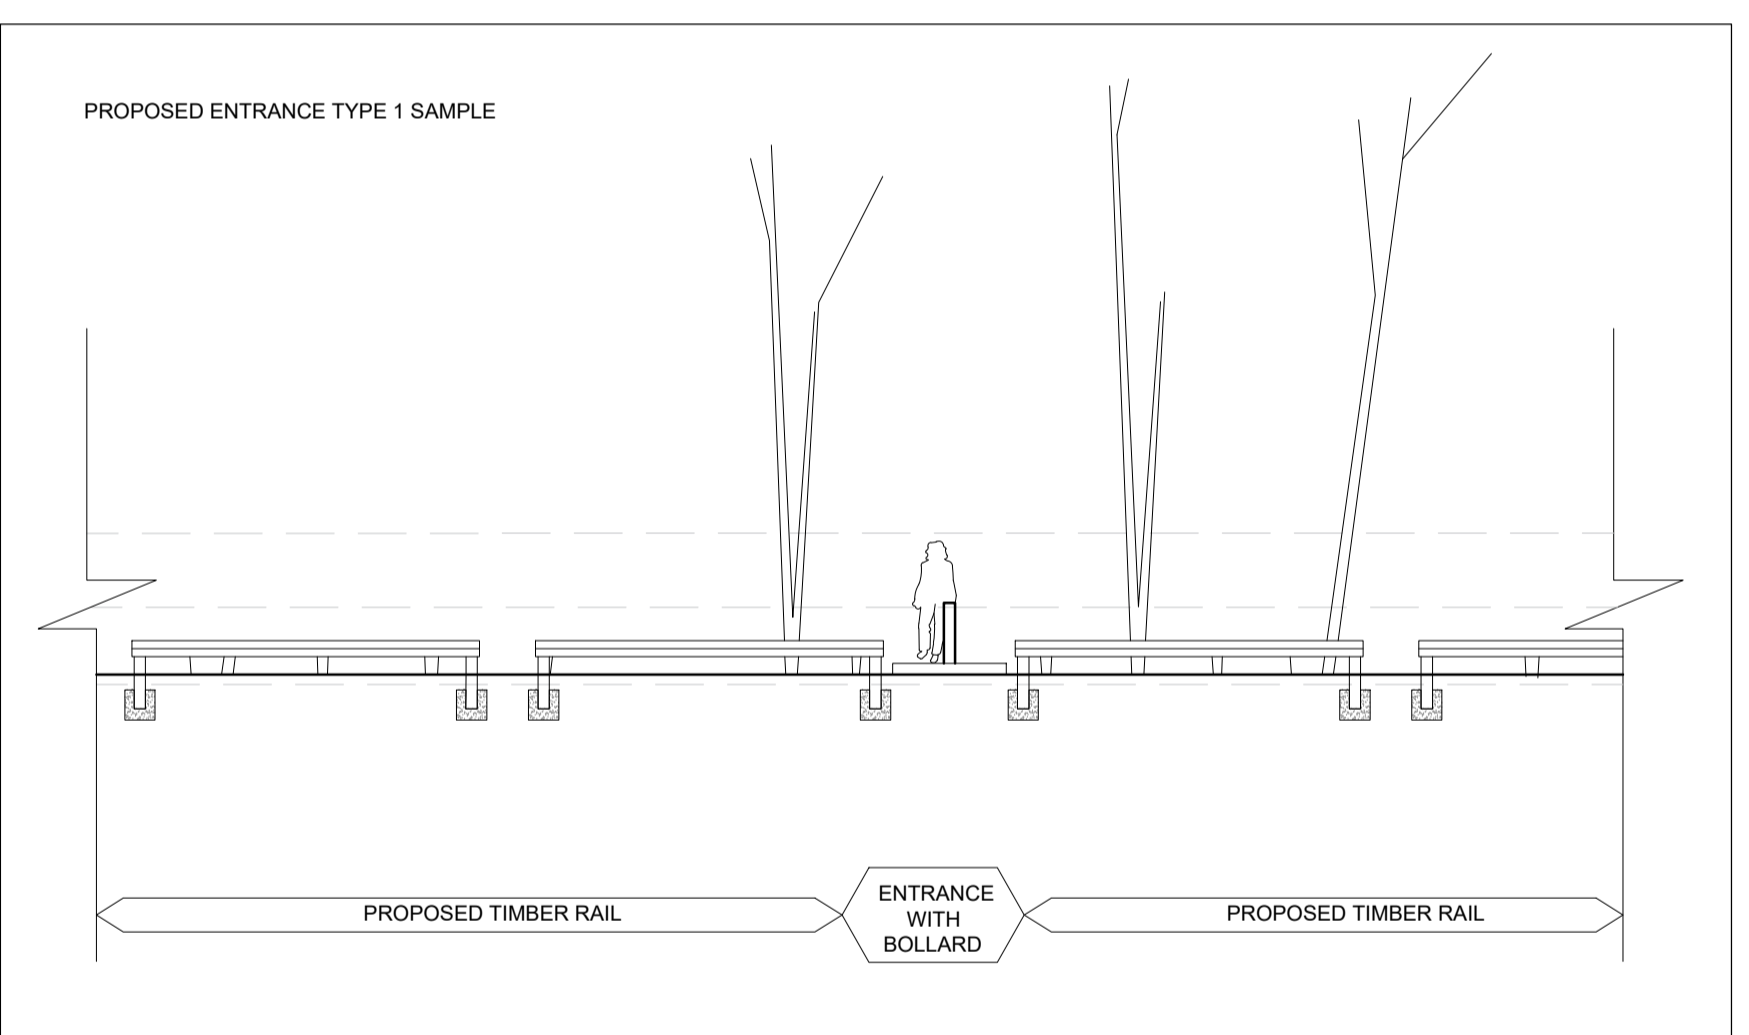 PROPOSED ENTRANCE TYPE 1 SAMPLE
PROPOSED TIMBER RAIL
ENTRANCE
WITH
BOLLARD
PROPOSED TIMBER RAIL